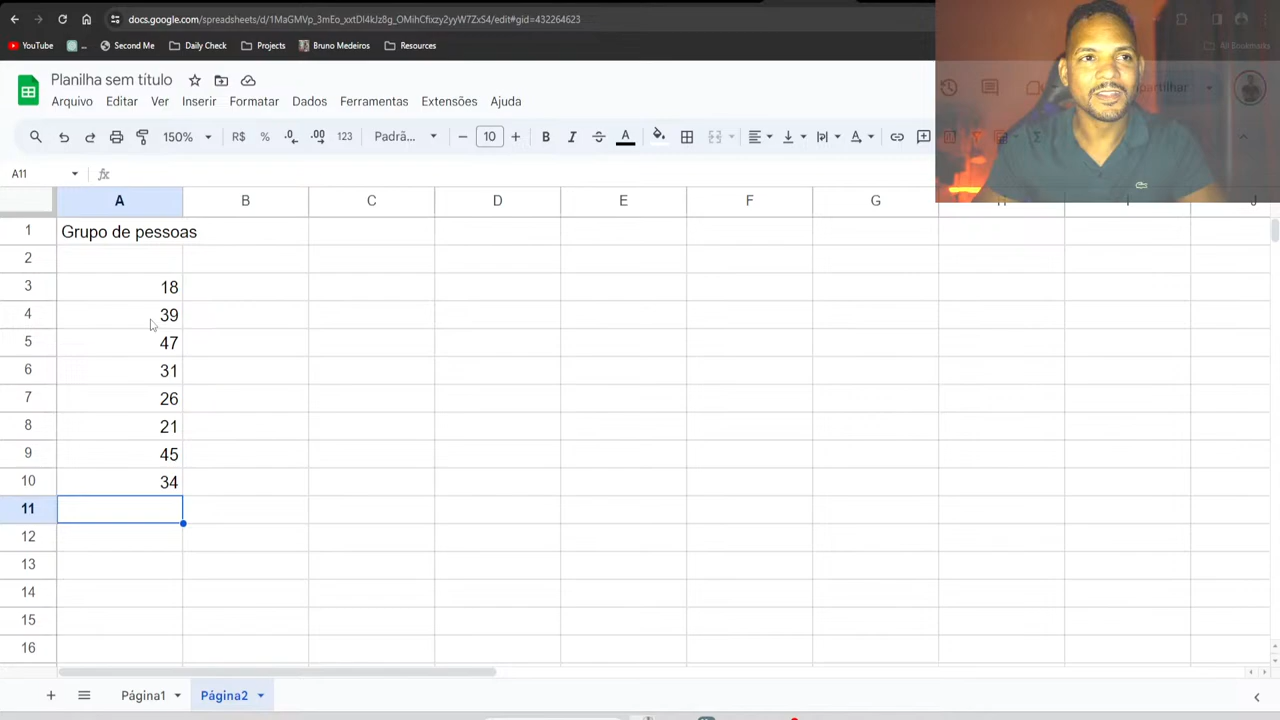 docs.google.com/spreadsheets/d/1MaGMVp_3mEo_xxtDl4kJz8g_OMihCfixzy2yyW7ZxS4/edit#gid=432264623
YouTube
Second Me
Daily Check
Projects
Bruno Medeiros
Resources
All Bookmarks
Planilha sem título
Arquivo Editar Ver Inserir Formatar Dados Ferramentas Extensões Ajuda
150% R$ % .0 .00 123 Padrã... 10 B I S A
A11 fx
A B C D E F G H I J
1 Grupo de pessoas
2
3 18
4 39
5 47
6 31
7 26
8 21
9 45
10 34
11
12
13
14
15
16
Página1 Página2